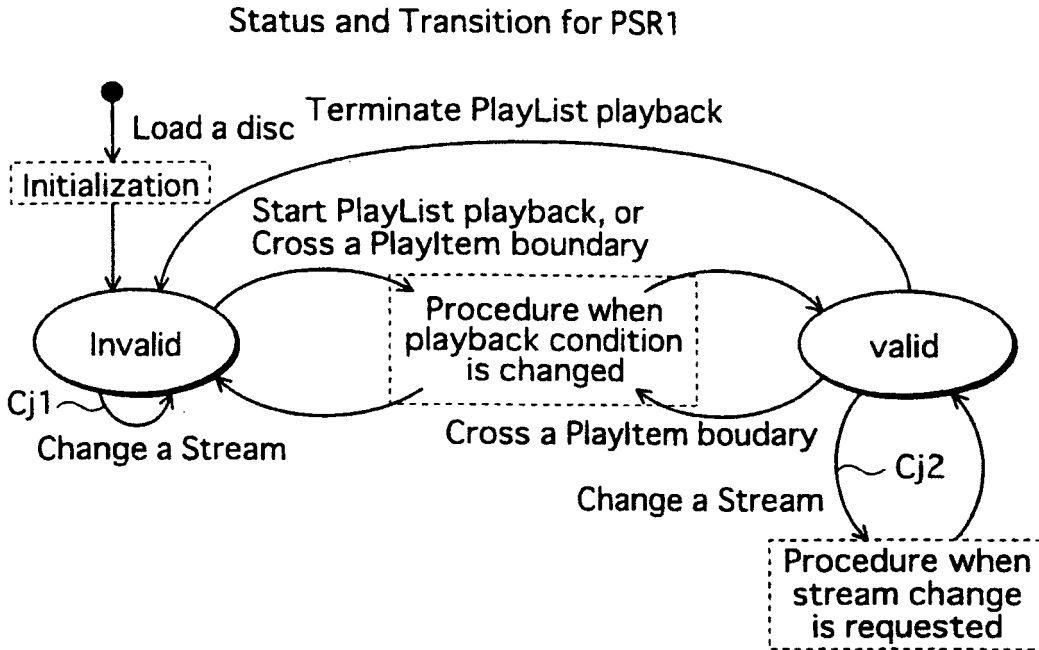 Status and Transition for PSR1
Load a disc
Terminate PlayList playback
Initialization
Start PlayList playback, or
Cross a PlayItem boundary
Procedure when
playback condition
is changed
Invalid
valid
Cj1
Change a Stream
Cross a PlayItem boudary
Cj2
Change a Stream
Procedure when
stream change
is requested